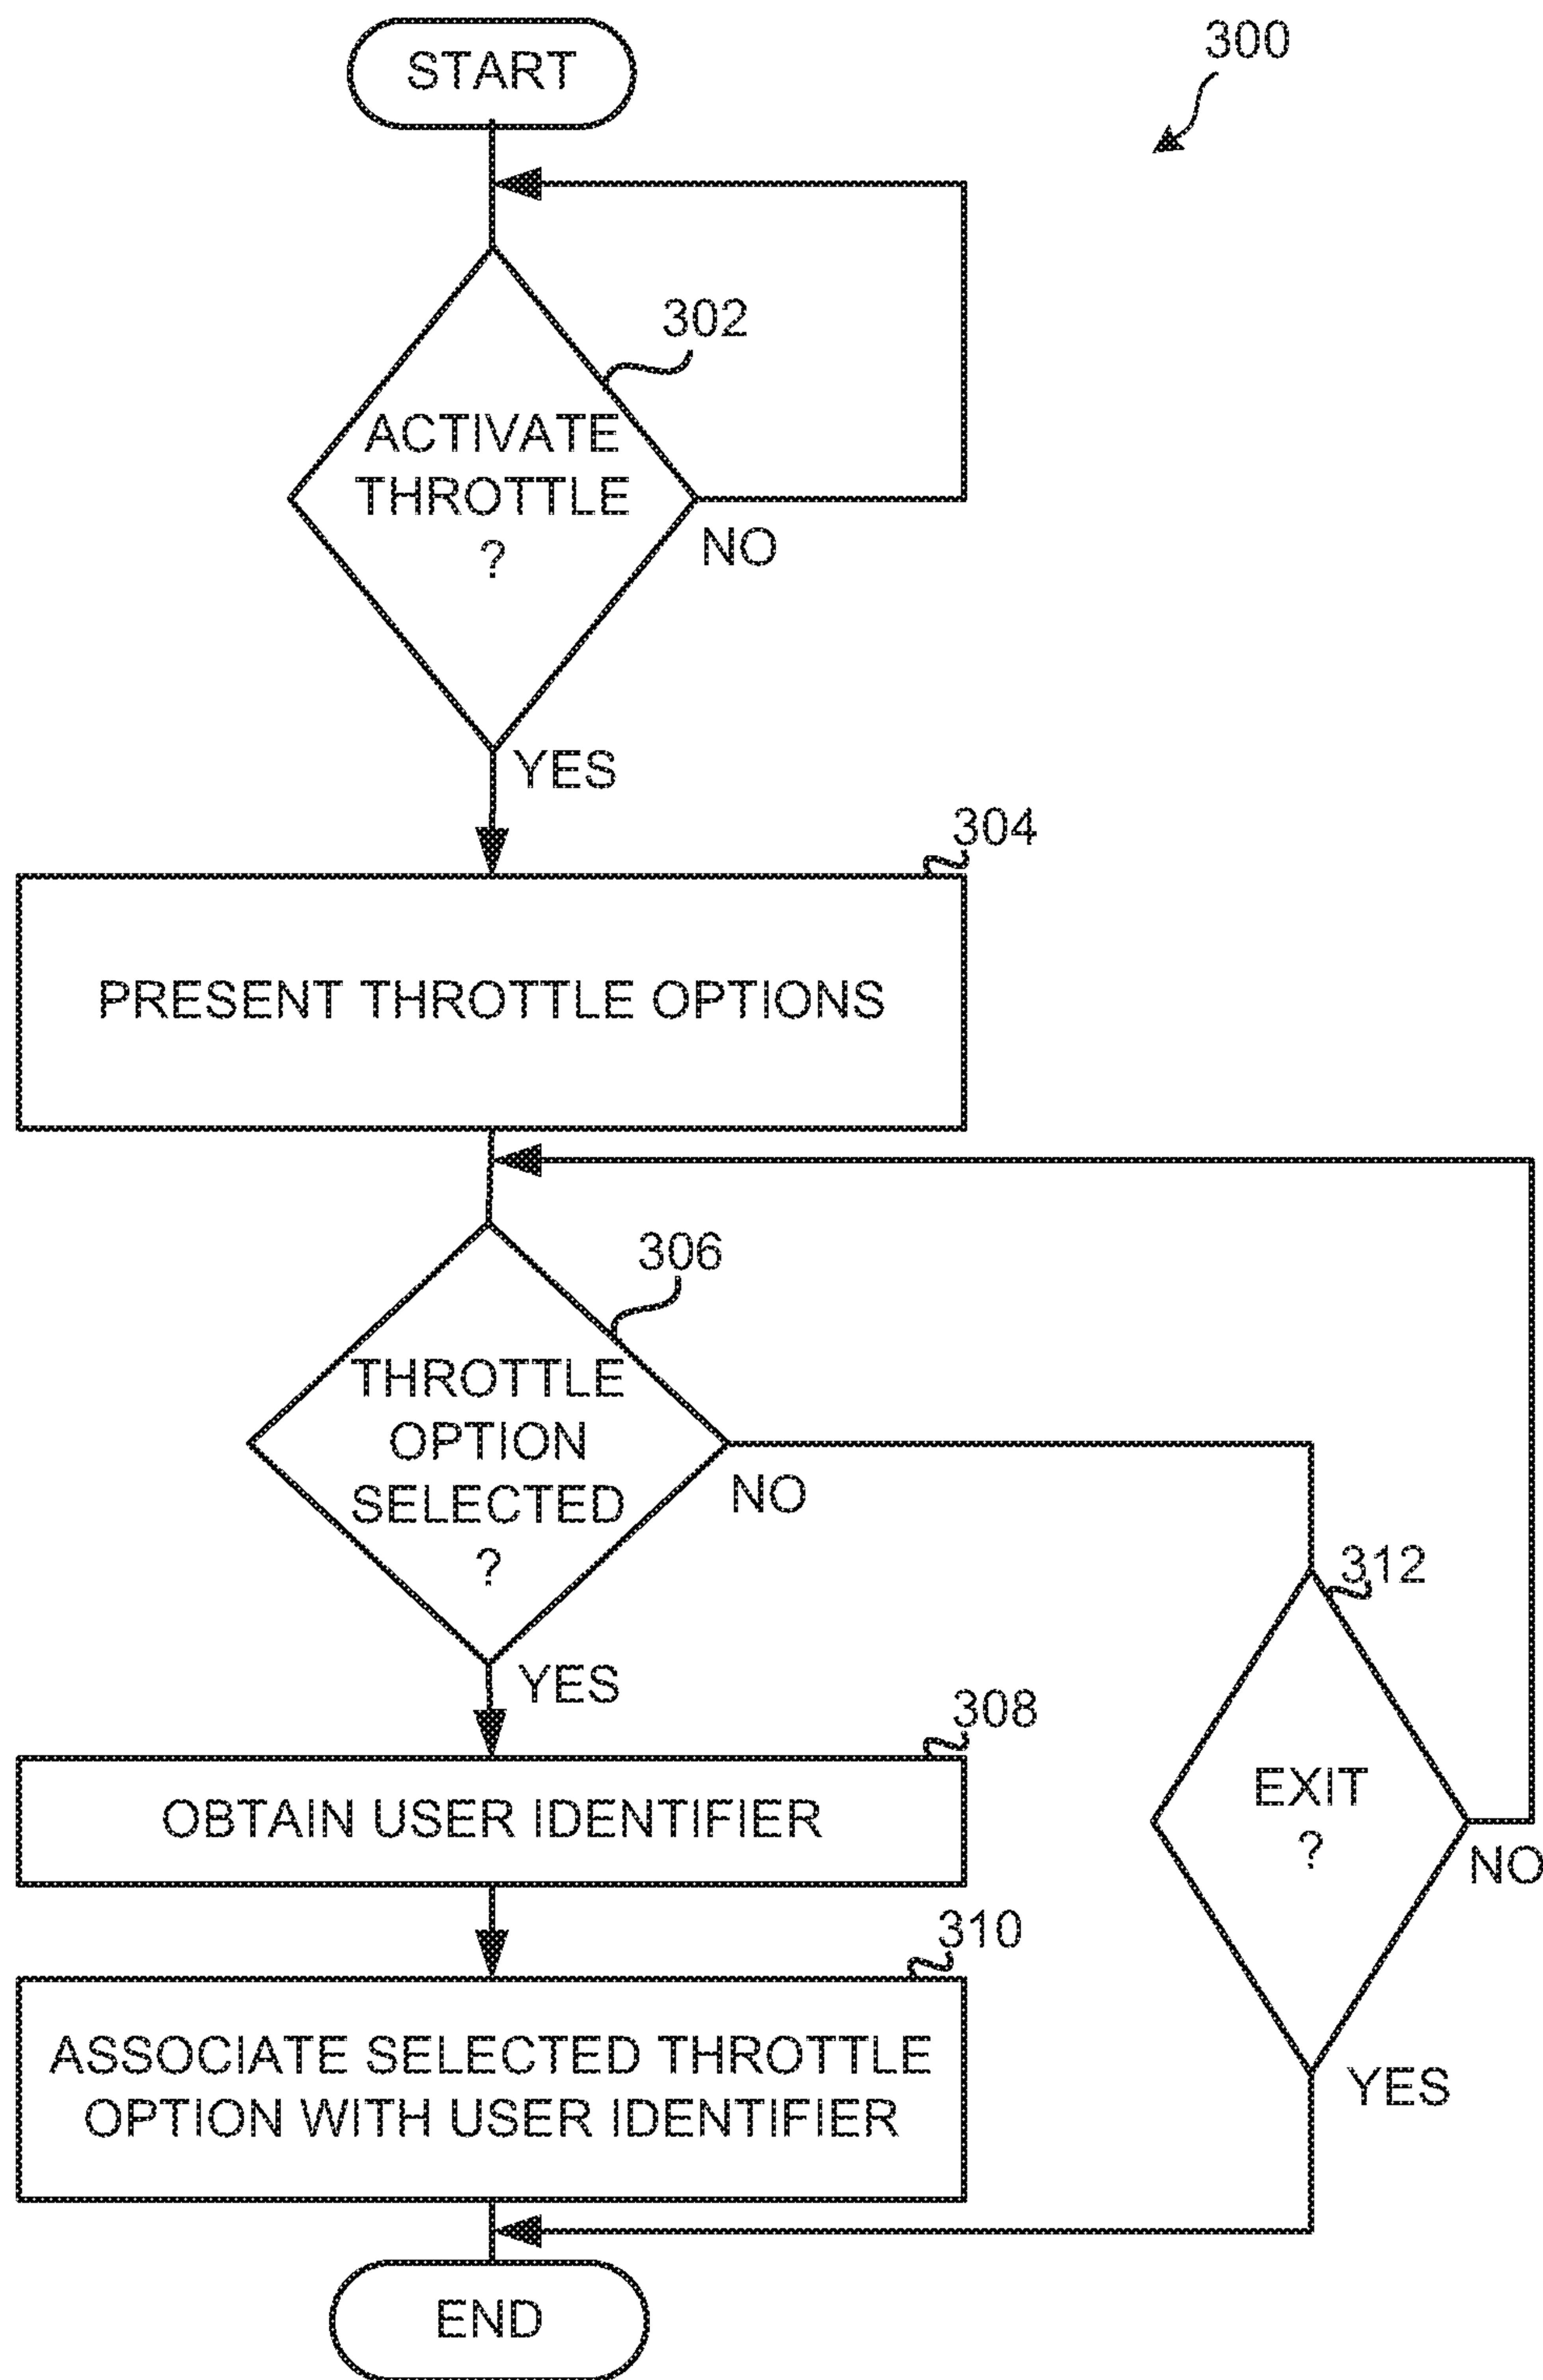 START
300
302
ACTIVATE
THROTTLE
?
NO
YES
304
PRESENT THROTTLE OPTIONS
306
THROTTLE
OPTION
SELECTED
?
NO
YES
312
EXIT
?
NO
YES
308
OBTAIN USER IDENTIFIER
310
ASSOCIATE SELECTED THROTTLE
OPTION WITH USER IDENTIFIER
END